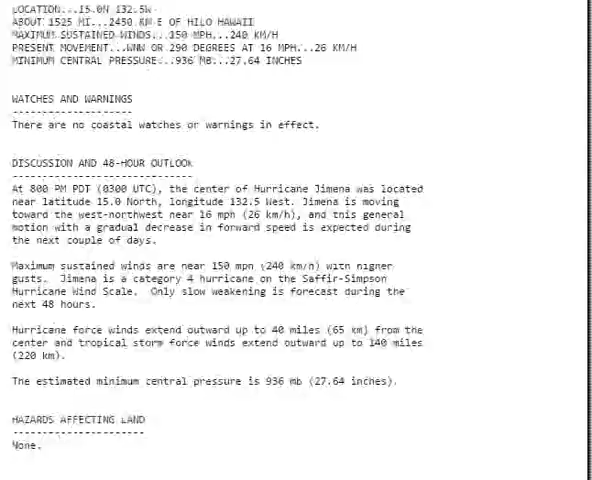 LOCATION...15.0N 132.5W
ABOUT 1525 MI...2450 KM E OF HILO HAWAII
MAXIMUM SUSTAINED WINDS...150 MPH...240 KM/H
PRESENT MOVEMENT...WNW OR 290 DEGREES AT 16 MPH...26 KM/H
MINIMUM CENTRAL PRESSURE...936 MB...27.64 INCHES
WATCHES AND WARNINGS
--------------------
There are no coastal watches or warnings in effect.
DISCUSSION AND 48-HOUR OUTLOOK
------------------------------
At 800 PM PDT (0300 UTC), the center of Hurricane Jimena was located
near latitude 15.0 North, longitude 132.5 West. Jimena is moving
toward the west-northwest near 16 mph (26 km/h), and this general
motion with a gradual decrease in forward speed is expected during
the next couple of days.
Maximum sustained winds are near 150 mph (240 km/h) with higher
gusts. Jimena is a category 4 hurricane on the Saffir-Simpson
Hurricane Wind Scale. Only slow weakening is forecast during the
next 48 hours.
Hurricane force winds extend outward up to 40 miles (65 km) from the
center and tropical storm force winds extend outward up to 140 miles
(220 km).
The estimated minimum central pressure is 936 mb (27.64 inches).
HAZARDS AFFECTING LAND
----------------------
None.